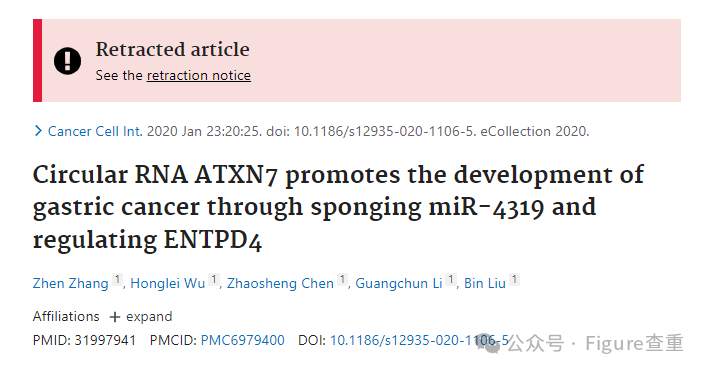 Retracted article
See the retraction notice
Cancer Cell Int. 2020 Jan 23:20:25. doi: 10.1186/s12935-020-1106-5. eCollection 2020.
Circular RNA ATXN7 promotes the development of
gastric cancer through sponging miR-4319 and
regulating ENTPD4
Zhen Zhang 1, Honglei Wu 1, Zhaosheng Chen 1, Guangchun Li 1, Bin Liu 1
Affiliations + expand
PMID: 31997941 PMCID: PMC6979400 DOI: 10.1186/s12935-020-1106-5
公众号 · Figure查重